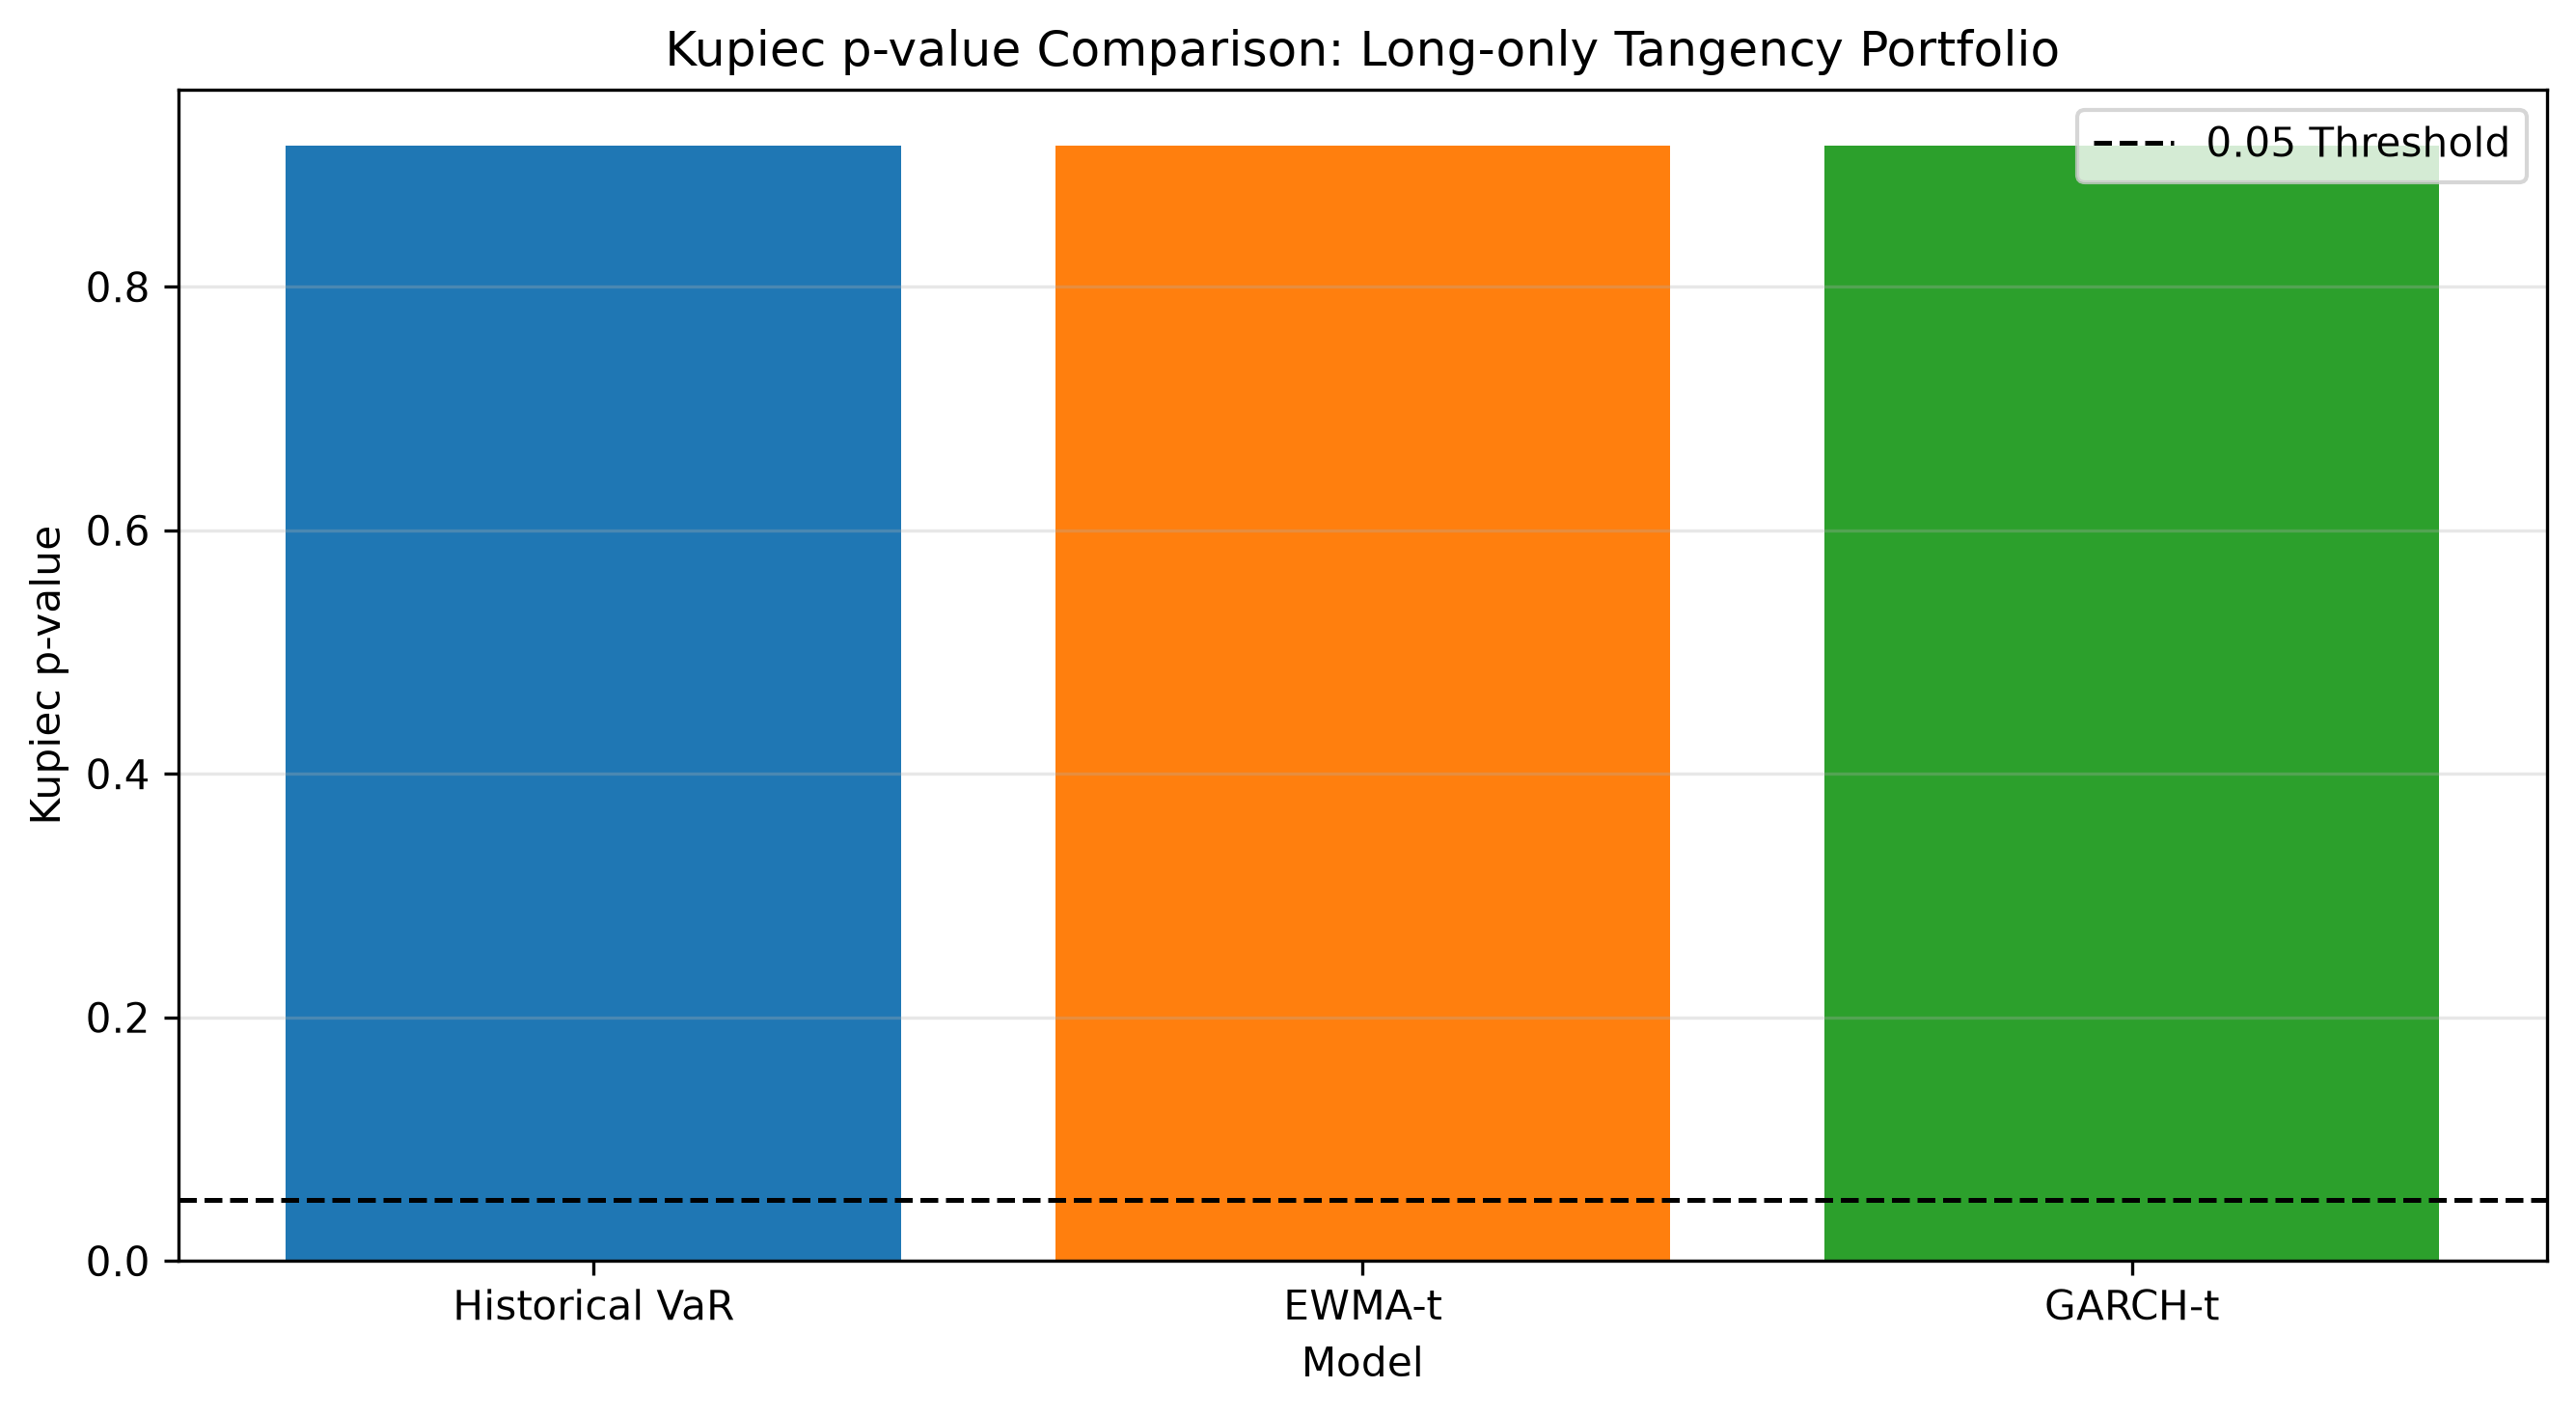 Kupiec p-value Comparison: Long-only Tangency Portfolio
0.05 Threshold
Kupiec p-value
0.8
0.6
0.4
0.2
0.0
Historical VaR
EWMA-t
GARCH-t
Model